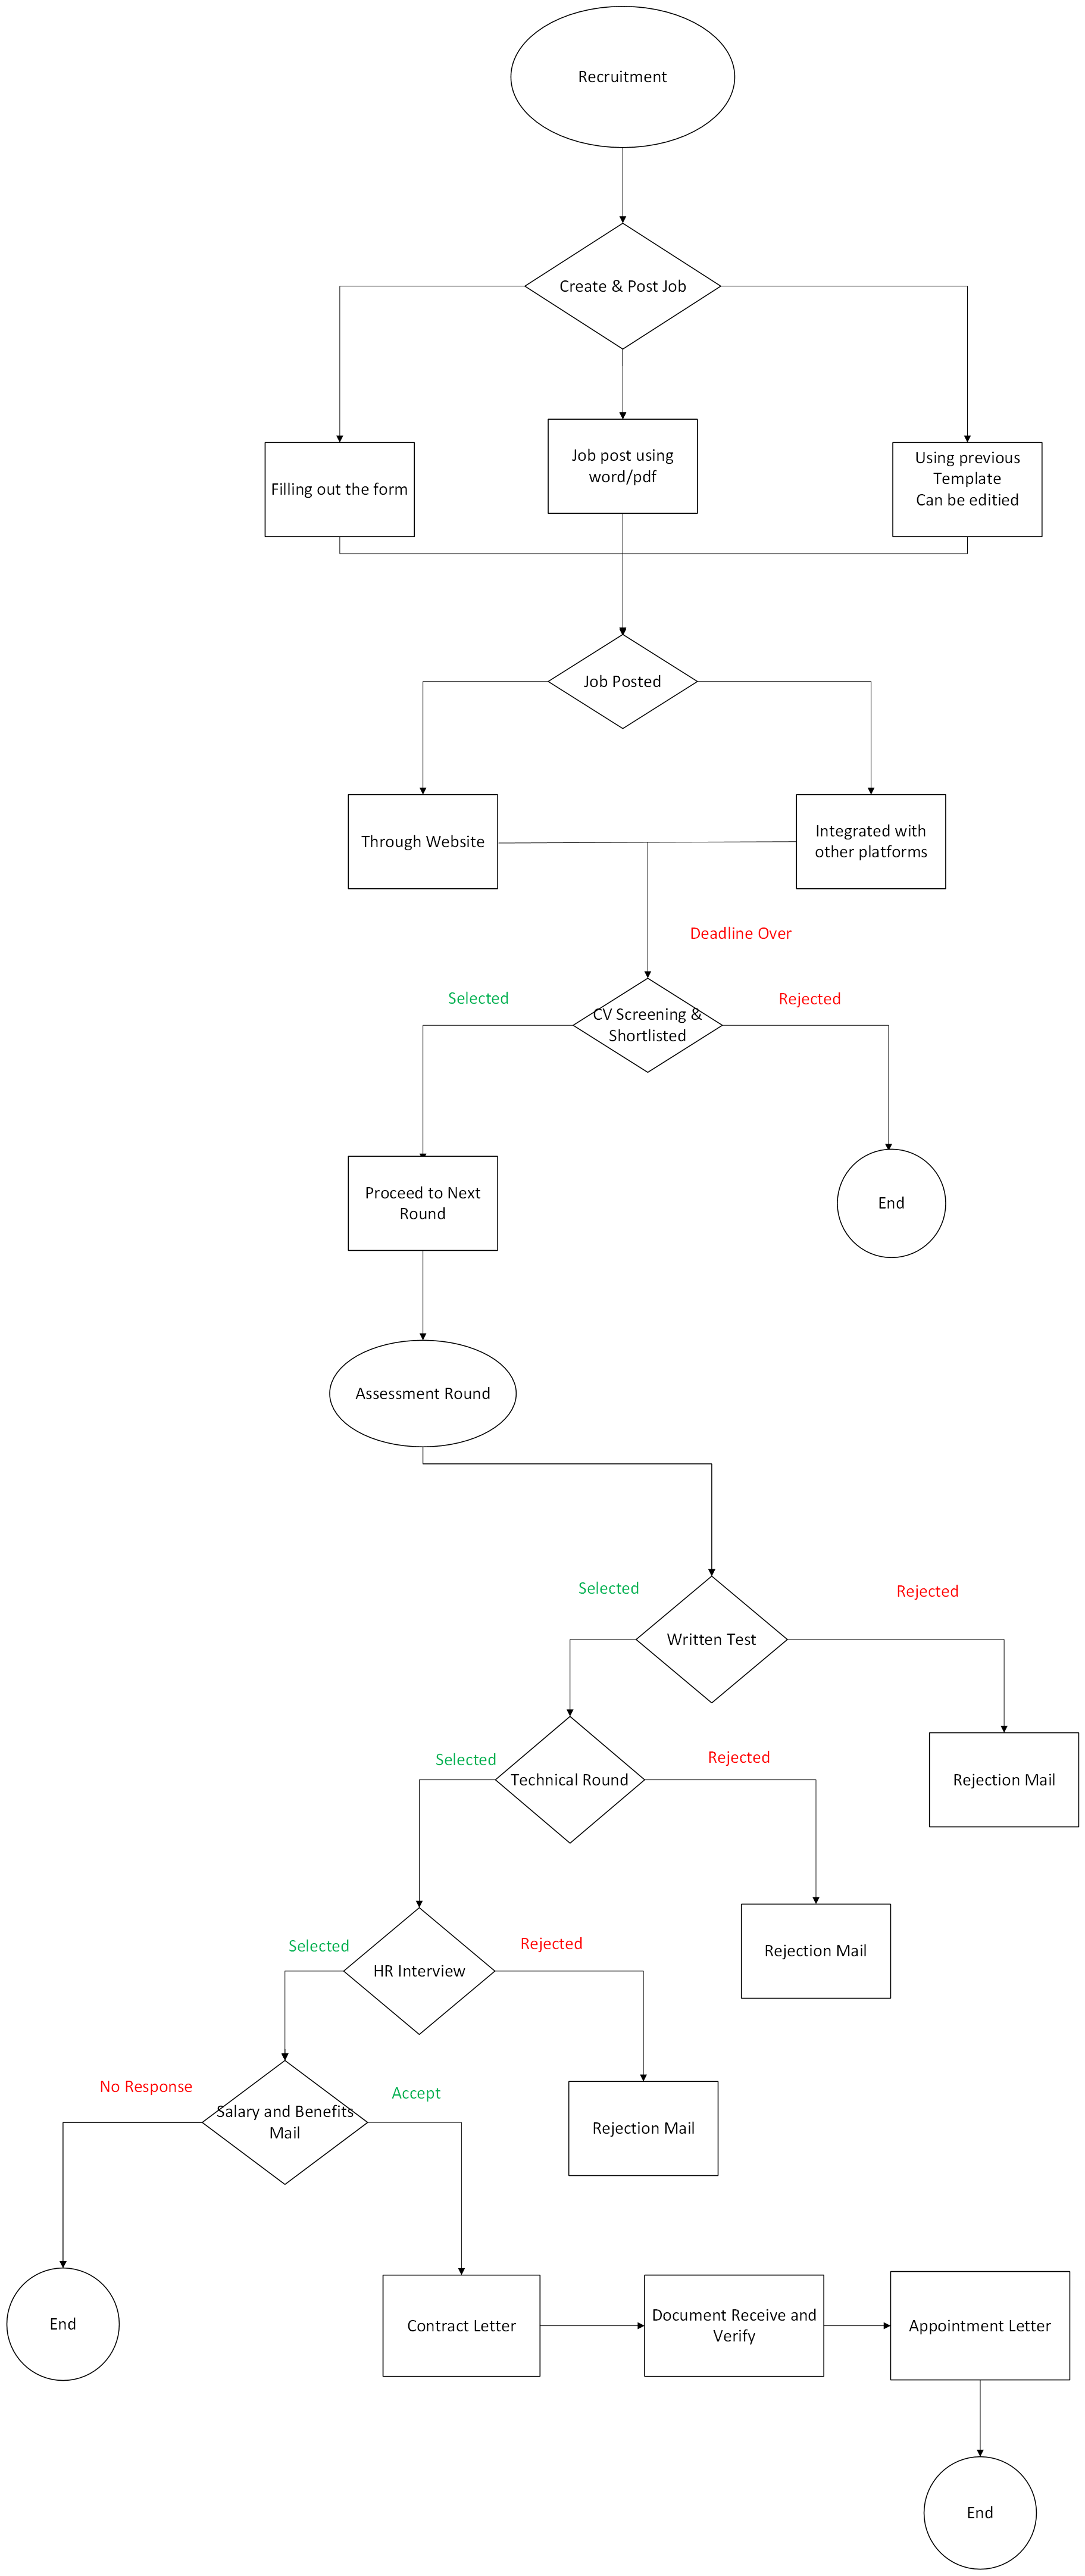 Recruitment
Create & Post Job
Filling out the form
Job post using
word/pdf
Using previous
Template
Can be editied
Job Posted
Through Website
Integrated with
other platforms
Deadline Over
Selected
CV Screening &
Shortlisted
Rejected
Proceed to Next
Round
End
Assessment Round
Selected
Rejected
Written Test
Selected
Rejected
Technical Round
Rejection Mail
Selected
Rejected
HR Interview
Rejection Mail
No Response
Accept
Salary and Benefits
Mail
Rejection Mail
End
Contract Letter
Document Receive and
Verify
Appointment Letter
End